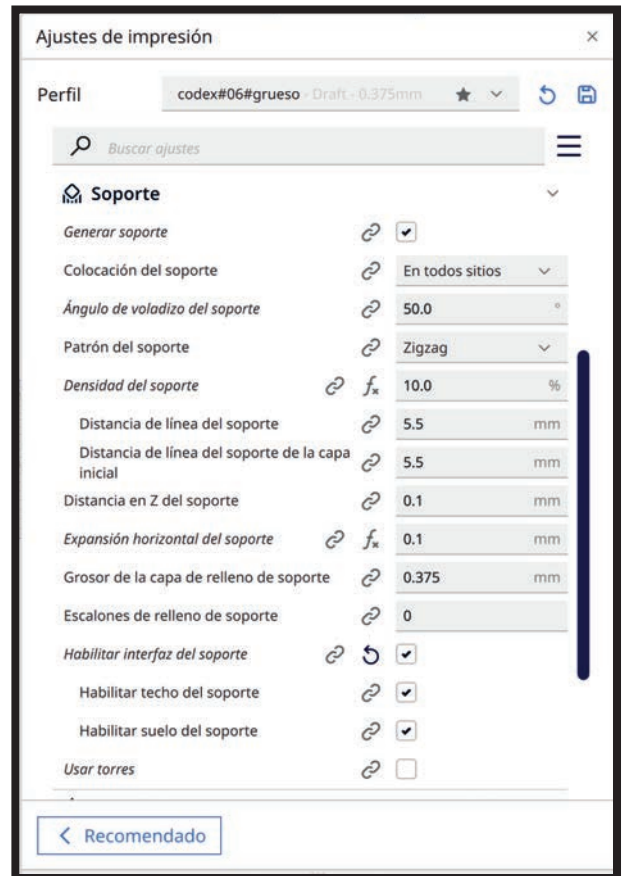 Ajustes de impresión
Perfil codex#06#grueso - Draft - 0.375mm
Buscar ajustes
Soporte
Generar soporte
Colocación del soporte En todos sitios
Ángulo de voladizo del soporte 50.0 °
Patrón del soporte Zigzag
Densidad del soporte 10.0 %
Distancia de línea del soporte 5.5 mm
Distancia de línea del soporte de la capa
inicial 5.5 mm
Distancia en Z del soporte 0.1 mm
Expansión horizontal del soporte 0.1 mm
Grosor de la capa de relleno de soporte 0.375 mm
Escalones de relleno de soporte 0
Habilitar interfaz del soporte
Habilitar techo del soporte
Habilitar suelo del soporte
Usar torres
Recomendado